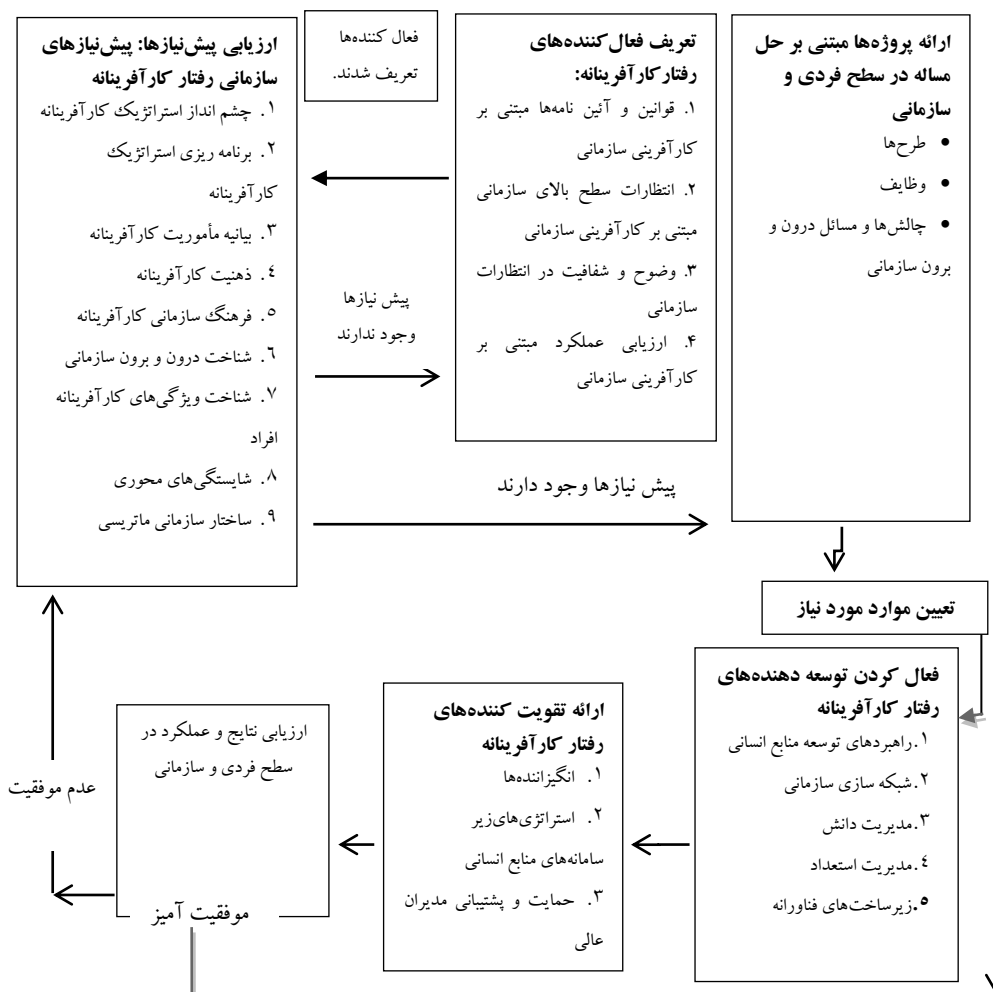 ارائه پروژه‌ها مبتنی بر حل
مساله در سطح فردی و
سازمانی
• طرح‌ها
• وظایف
• چالش‌ها و مسائل درون و
برون سازمانی
تعریف فعال‌کننده‌های
رفتارکارآفرینانه:
۱. قوانین و آئین نامه‌ها مبتنی بر
کارآفرینی سازمانی
۲. انتظارات سطح بالای سازمانی
مبتنی بر کارآفرینی سازمانی
۳. وضوح و شفافیت در انتظارات
سازمانی
۴. ارزیابی عملکرد مبتنی بر
کارآفرینی سازمانی
فعال کننده‌ها
تعریف شدند.
پیش نیازها
وجود ندارند
ارزیابی پیش‌نیازها: پیش‌نیازهای
سازمانی رفتار کارآفرینانه
۱. چشم انداز استراتژیک کارآفرینانه
۲. برنامه ریزی استراتژیک
کارآفرینانه
۳. بیانیه مأموریت کارآفرینانه
٤. ذهنیت کارآفرینانه
٥. فرهنگ سازمانی کارآفرینانه
٦. شناخت درون و برون سازمانی
۷. شناخت ویژگی‌های کارآفرینانه
افراد
۸. شایستگی‌های محوری
۹. ساختار سازمانی ماتریسی
پیش نیازها وجود دارند
تعیین موارد مورد نیاز
فعال کردن توسعه دهنده‌های
رفتار کارآفرینانه
۱.راهبردهای توسعه منابع انسانی
۲.شبکه سازی سازمانی
۳.مدیریت دانش
٤.مدیریت استعداد
٥.زیرساخت‌های فناورانه
ارائه تقویت کننده‌های
رفتار کارآفرینانه
۱. انگیزاننده‌ها
۲. استراتژی‌های‌زیر
سامانه‌های منابع انسانی
۳. حمایت و پشتیبانی مدیران
عالی
ارزیابی نتایج و عملکرد در
سطح فردی و سازمانی
موفقیت آمیز
عدم موفقیت